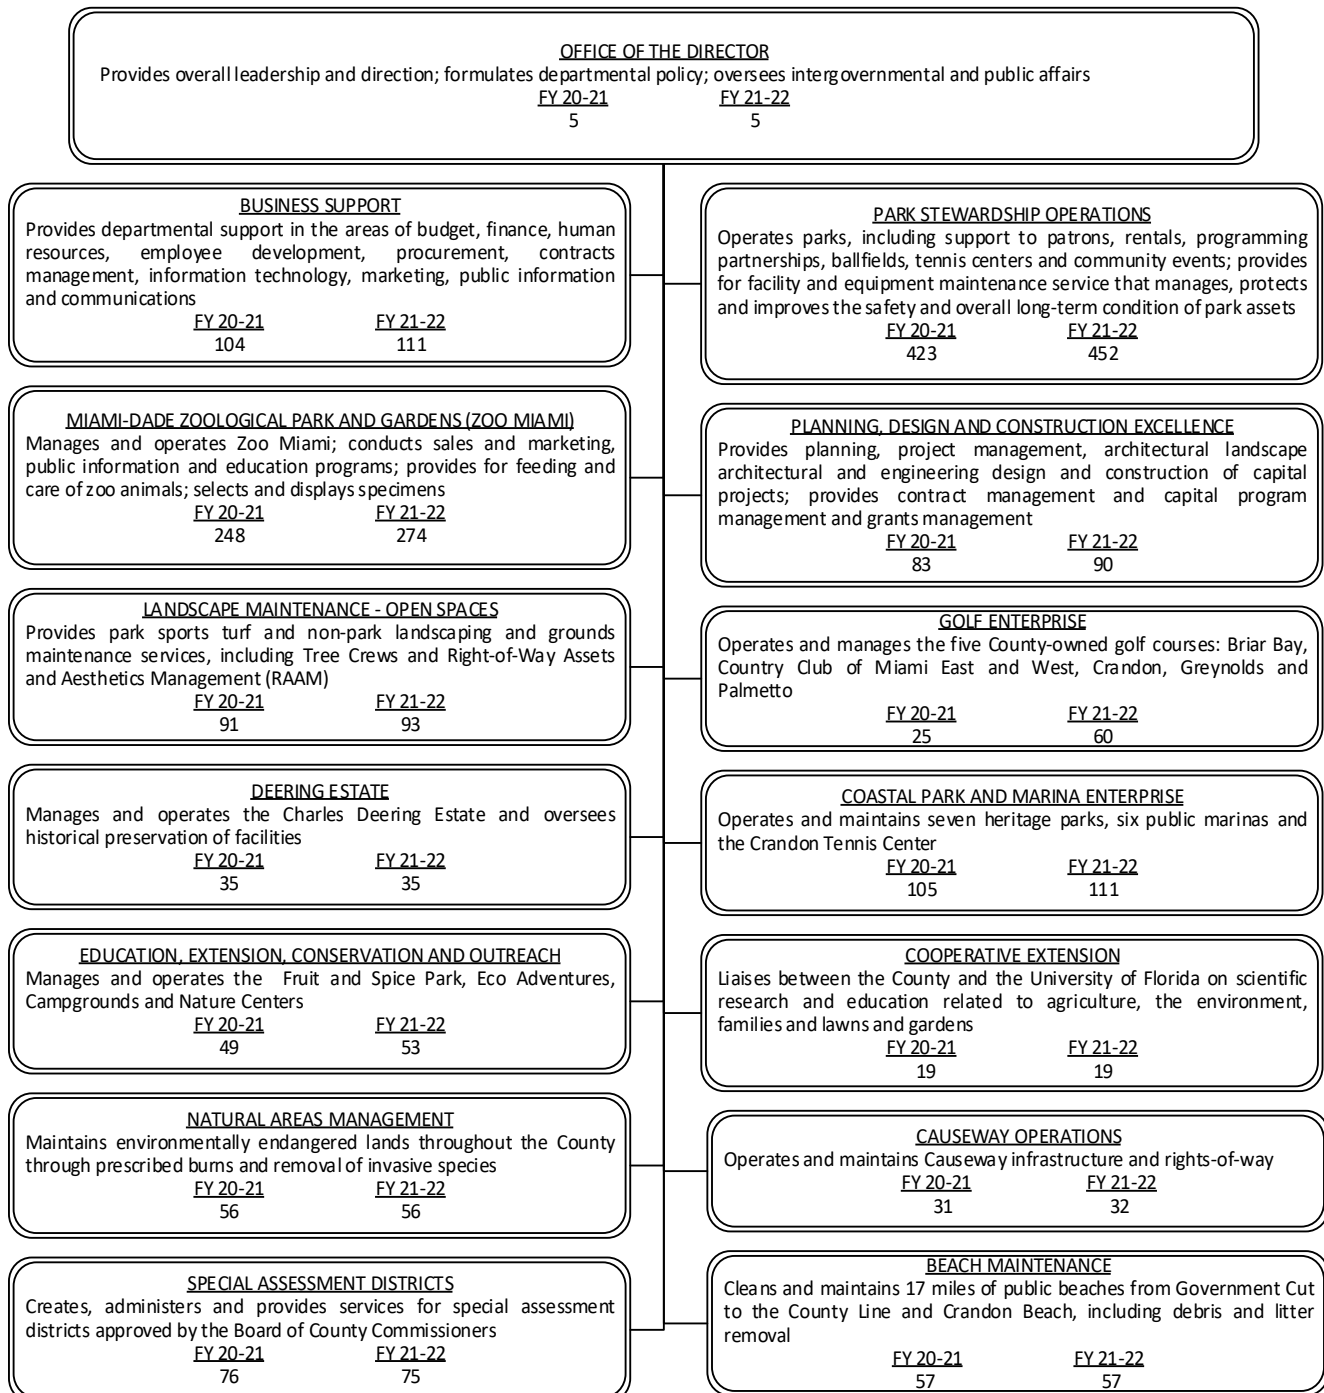 OFFICE OF THE DIRECTOR
Provides overall leadership and direction; formulates departmental policy; oversees intergovernmental and public affairs
FY 20-21 FY 21-22
5 5
BUSINESS SUPPORT
Provides departmental support in the areas of budget, finance, human
resources, employee development, procurement, contracts
management, information technology, marketing, public information
and communications
FY 20-21 FY 21-22
104 111
PARK STEWARDSHIP OPERATIONS
Operates parks, including support to patrons, rentals, programming
partnerships, ballfields, tennis centers and community events; provides
for facility and equipment maintenance service that manages, protects
and improves the safety and overall long-term condition of park assets
FY 20-21 FY 21-22
423 452
MIAMI-DADE ZOOLOGICAL PARK AND GARDENS (ZOO MIAMI)
Manages and operates Zoo Miami; conducts sales and marketing,
public information and education programs; provides for feeding and
care of zoo animals; selects and displays specimens
FY 20-21 FY 21-22
248 274
PLANNING, DESIGN AND CONSTRUCTION EXCELLENCE
Provides planning, project management, architectural landscape
architectural and engineering design and construction of capital
projects; provides contract management and capital program
management and grants management
FY 20-21 FY 21-22
83 90
LANDSCAPE MAINTENANCE - OPEN SPACES
Provides park sports turf and non-park landscaping and grounds
maintenance services, including Tree Crews and Right-of-Way Assets
and Aesthetics Management (RAAM)
FY 20-21 FY 21-22
91 93
GOLF ENTERPRISE
Operates and manages the five County-owned golf courses: Briar Bay,
Country Club of Miami East and West, Crandon, Greynolds and
Palmetto
FY 20-21 FY 21-22
25 60
DEERING ESTATE
Manages and operates the Charles Deering Estate and oversees
historical preservation of facilities
FY 20-21 FY 21-22
35 35
COASTAL PARK AND MARINA ENTERPRISE
Operates and maintains seven heritage parks, six public marinas and
the Crandon Tennis Center
FY 20-21 FY 21-22
105 111
EDUCATION, EXTENSION, CONSERVATION AND OUTREACH
Manages and operates the Fruit and Spice Park, Eco Adventures,
Campgrounds and Nature Centers
FY 20-21 FY 21-22
49 53
COOPERATIVE EXTENSION
Liaises between the County and the University of Florida on scientific
research and education related to agriculture, the environment,
families and lawns and gardens
FY 20-21 FY 21-22
19 19
NATURAL AREAS MANAGEMENT
Maintains environmentally endangered lands throughout the County
through prescribed burns and removal of invasive species
FY 20-21 FY 21-22
56 56
CAUSEWAY OPERATIONS
Operates and maintains Causeway infrastructure and rights-of-way
FY 20-21 FY 21-22
31 32
SPECIAL ASSESSMENT DISTRICTS
Creates, administers and provides services for special assessment
districts approved by the Board of County Commissioners
FY 20-21 FY 21-22
76 75
BEACH MAINTENANCE
Cleans and maintains 17 miles of public beaches from Government Cut
to the County Line and Crandon Beach, including debris and litter
removal
FY 20-21 FY 21-22
57 57